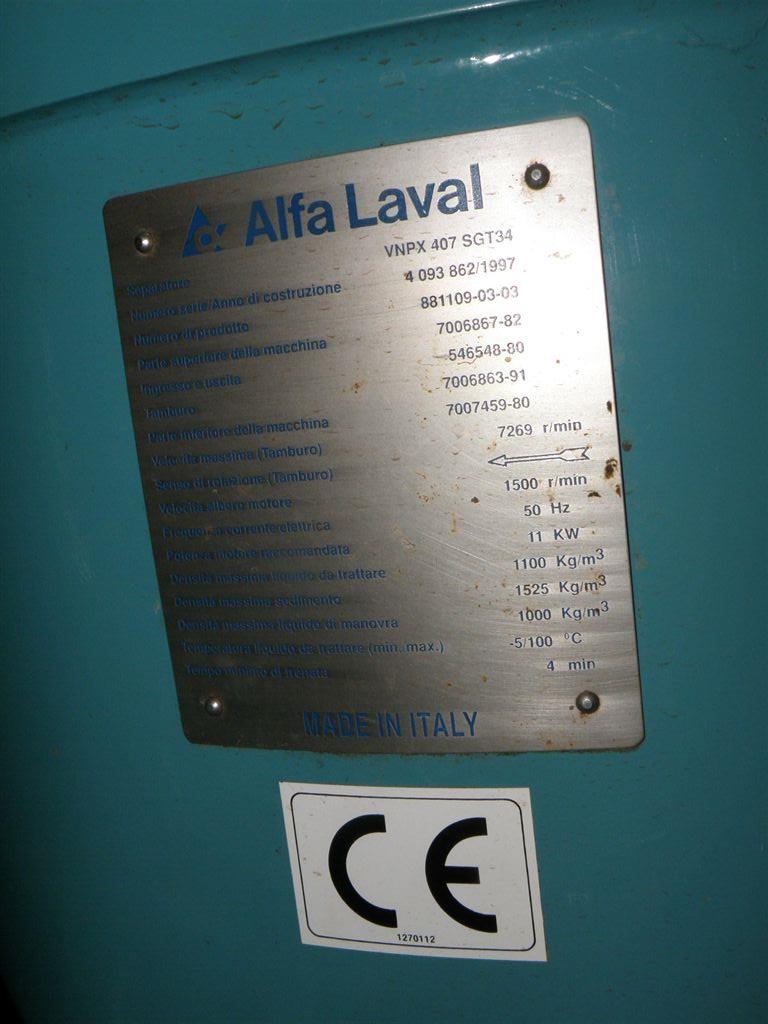 Alfa Laval
Separatore VNPX 407 SGT34
Numero serie/Anno di costruzione 4 093 862/1997
Numero di prodotto 881109-03-03
Parte superiore della macchina 7006867-82
Ingresso e uscita 546548-80
Tamburo 7006863-91
Parte inferiore della macchina 7007459-80
Velocita massima (Tamburo) 7269 r/min
Senso di rotazione (Tamburo)
Velocita albero motore 1500 r/min
Frequenza corrente elettrica 50 Hz
Potenza motore raccomandata 11 KW
Densita massima liquido da trattare 1100 Kg/m³
Densita massima sedimento 1525 Kg/m³
Densita massima liquido di manovra 1000 Kg/m³
Temperatura liquido da trattare (min. max.) -5/100 °C
Tempo minimo di frenata 4 min
MADE IN ITALY
CE
1270112